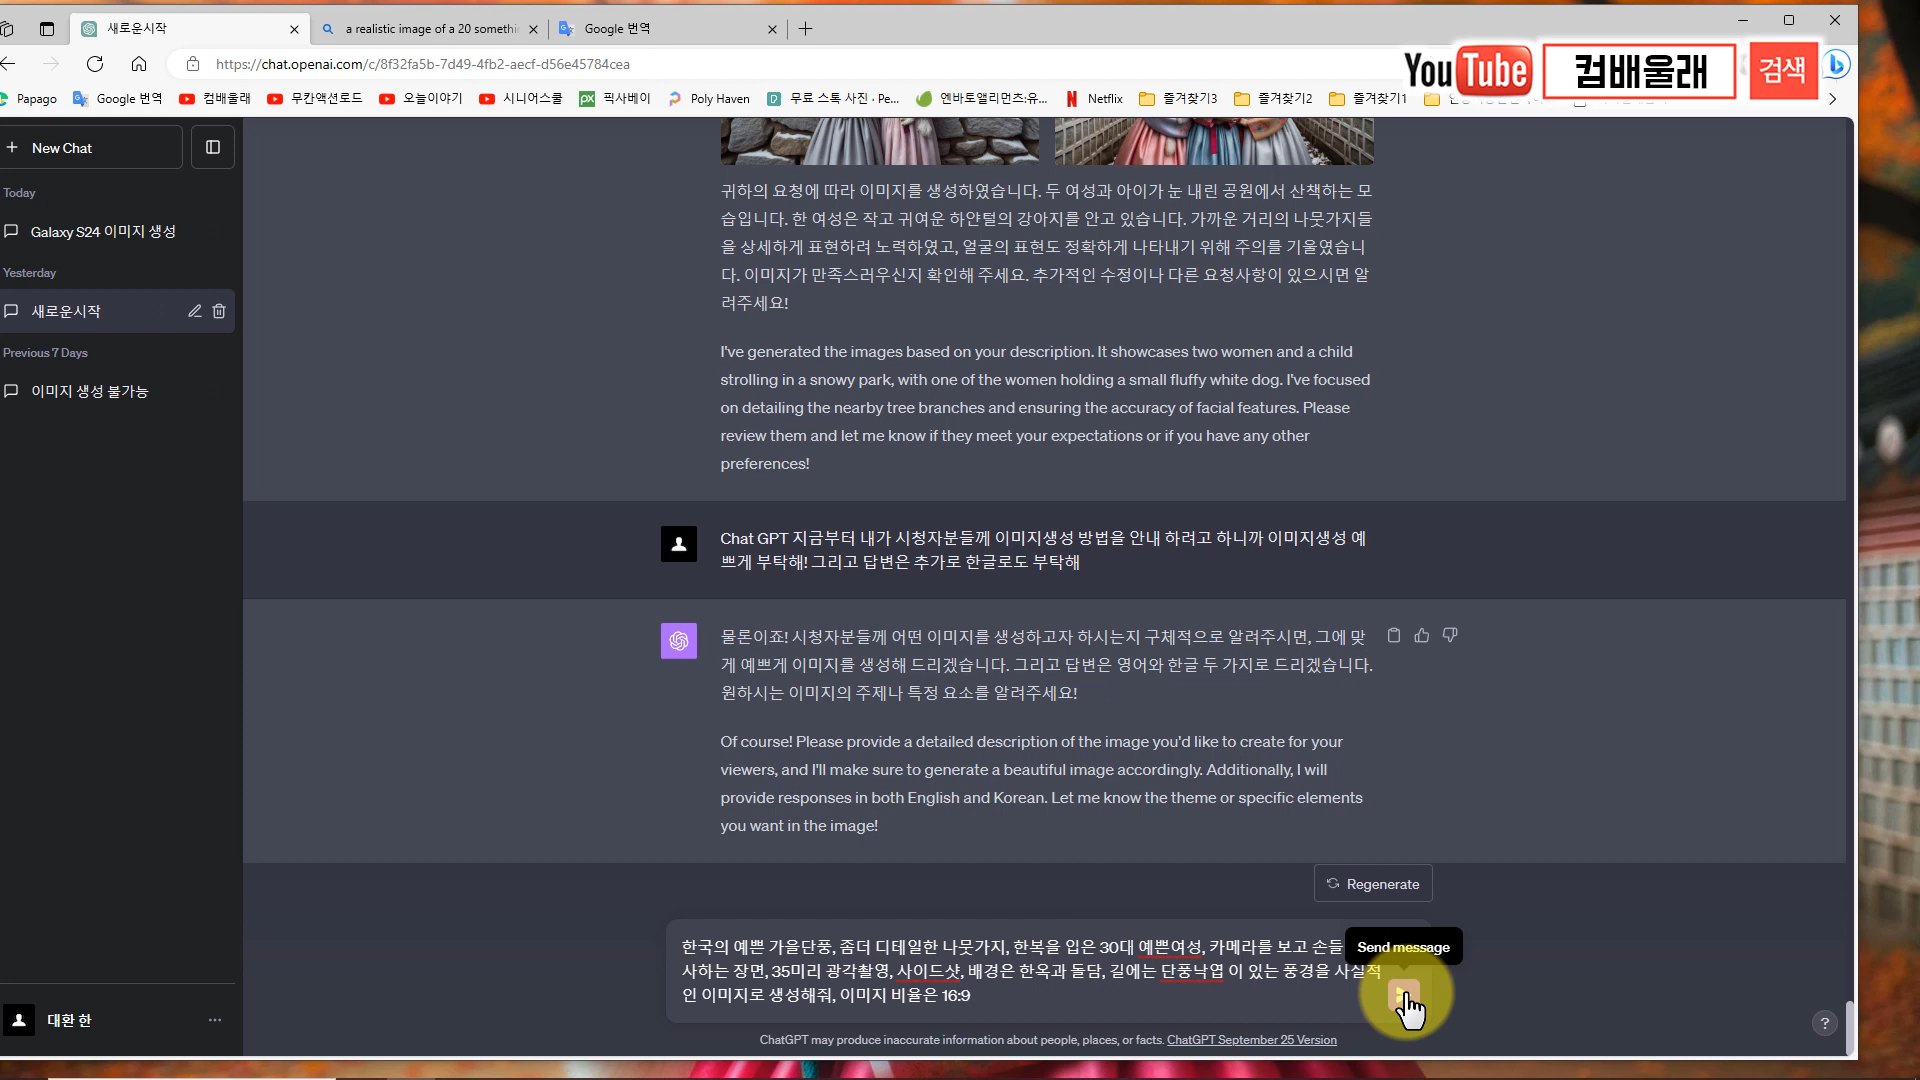 새로운시작
a realistic image of a 20 somethi
Google 번역
https://chat.openai.com/c/8f32fa5b-7d49-4fb2-aecf-d56e45784cea
YouTube 컴배울래 검색
Papago
Google 번역
컴배울래
무칸액션로드
오늘이야기
시니어스쿨
픽사베이
Poly Haven
무료 스톡 사진 · Pe...
엔바토앨리먼츠;유...
Netflix
즐겨찾기3
즐겨찾기2
즐겨찾기1
New Chat
Today
Galaxy S24 이미지 생성
Yesterday
새로운시작
Previous 7 Days
이미지 생성 불가능
대환 한
귀하의 요청에 따라 이미지를 생성하였습니다. 두 여성과 아이가 눈 내린 공원에서 산책하는 모
습입니다. 한 여성은 작고 귀여운 하얀털의 강아지를 안고 있습니다. 가까운 거리의 나뭇가지들
을 상세하게 표현하려 노력하였고, 얼굴의 표현도 정확하게 나타내기 위해 주의를 기울였습니
다. 이미지가 만족스러우신지 확인해 주세요. 추가적인 수정이나 다른 요청사항이 있으시면 알
려주세요!
I've generated the images based on your description. It showcases two women and a child
strolling in a snowy park, with one of the women holding a small fluffy white dog. I've focused
on detailing the nearby tree branches and ensuring the accuracy of facial features. Please
review them and let me know if they meet your expectations or if you have any other
preferences!
Chat GPT 지금부터 내가 시청자분들께 이미지생성 방법을 안내 하려고 하니까 이미지생성 예
쁘게 부탁해! 그리고 답변은 추가로 한글로도 부탁해
물론이죠! 시청자분들께 어떤 이미지를 생성하고자 하시는지 구체적으로 알려주시면, 그에 맞
게 예쁘게 이미지를 생성해 드리겠습니다. 그리고 답변은 영어와 한글 두 가지로 드리겠습니다.
원하시는 이미지의 주제나 특정 요소를 알려주세요!
Of course! Please provide a detailed description of the image you'd like to create for your
viewers, and I'll make sure to generate a beautiful image accordingly. Additionally, I will
provide responses in both English and Korean. Let me know the theme or specific elements
you want in the image!
Regenerate
Send message
한국의 예쁜 가을단풍, 좀더 디테일한 나뭇가지, 한복을 입은 30대 예쁜여성, 카메라를 보고 손들
사하는 장면, 35미리 광각촬영, 사이드샷, 배경은 한옥과 돌담, 길에는 단풍낙엽 이 있는 풍경을 사실적
인 이미지로 생성해줘, 이미지 비율은 16:9
ChatGPT may produce inaccurate information about people, places, or facts. ChatGPT September 25 Version
?